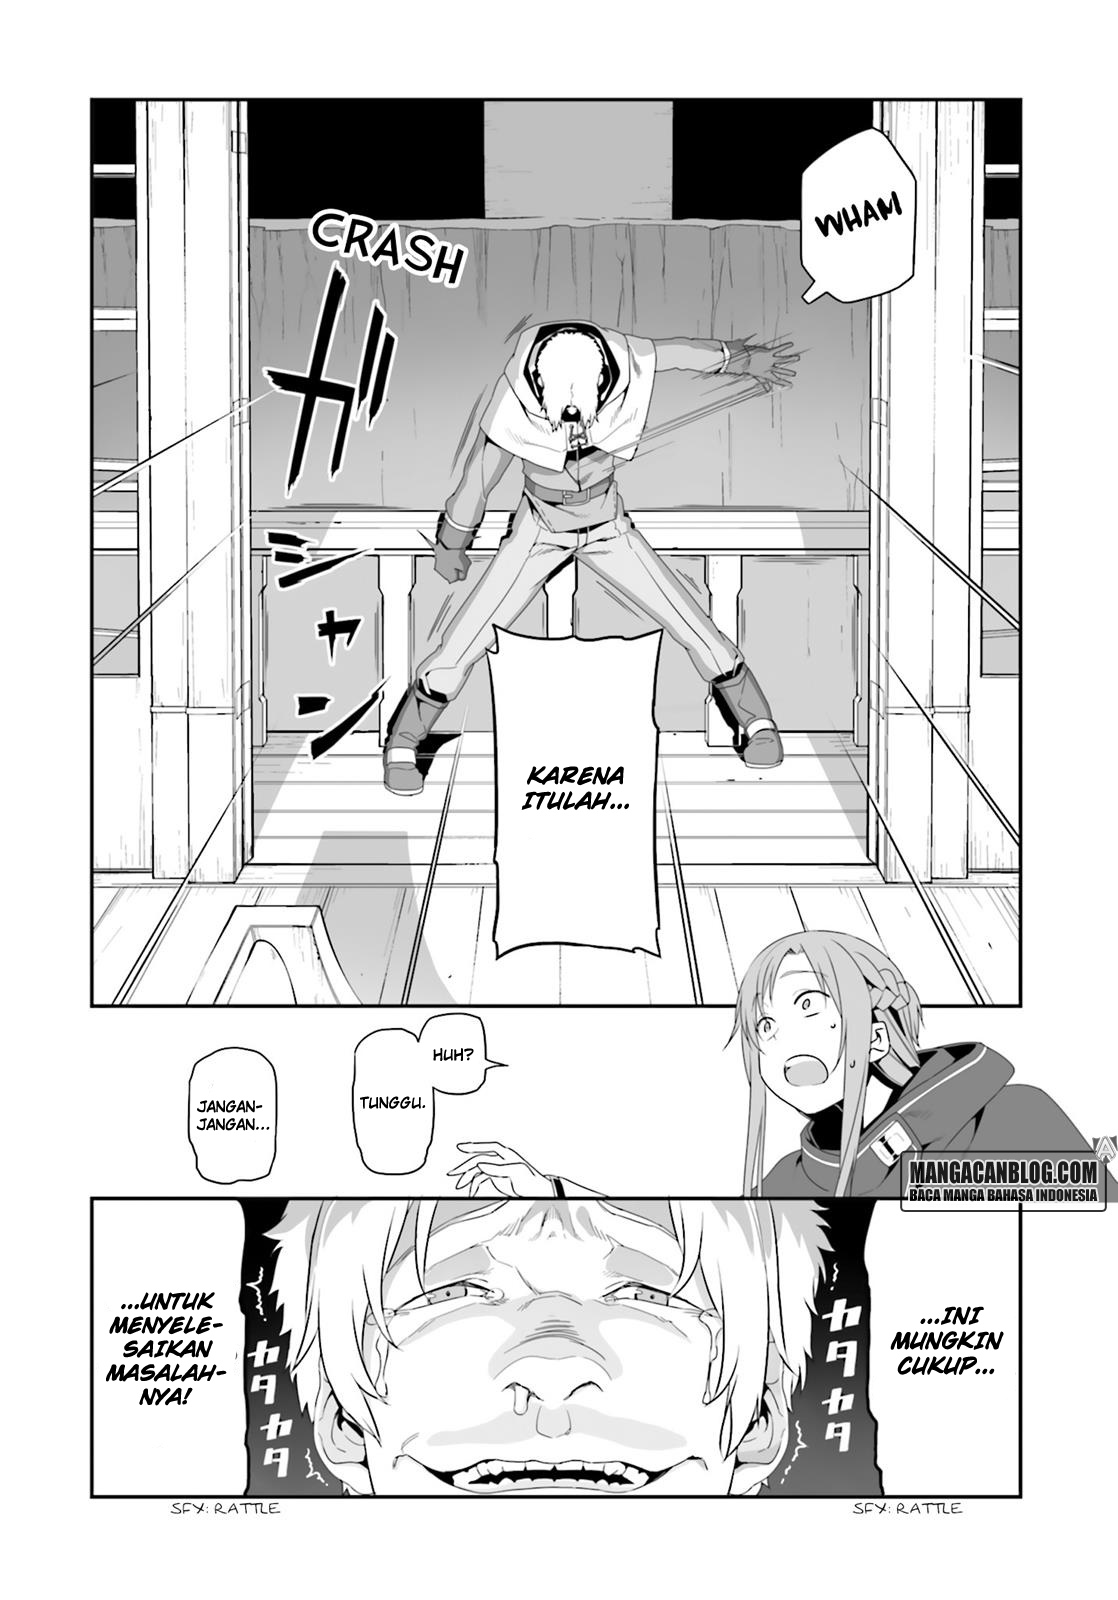 WHAM
CRASH
ガ
シャン
KARENA
ITULAH...
HUH?
TUNGGU.
JANGAN-
JANGAN...
MANGACANBLOG.COM
BACA MANGA BAHASA INDONESIA
...INI
MUNGKIN
CUKUP...
カタカタ
...UNTUK
MENYELE-
SAIKAN
MASALAH-
NYA!
カタカタ
SFX: RATTLE
SFX: RATTLE